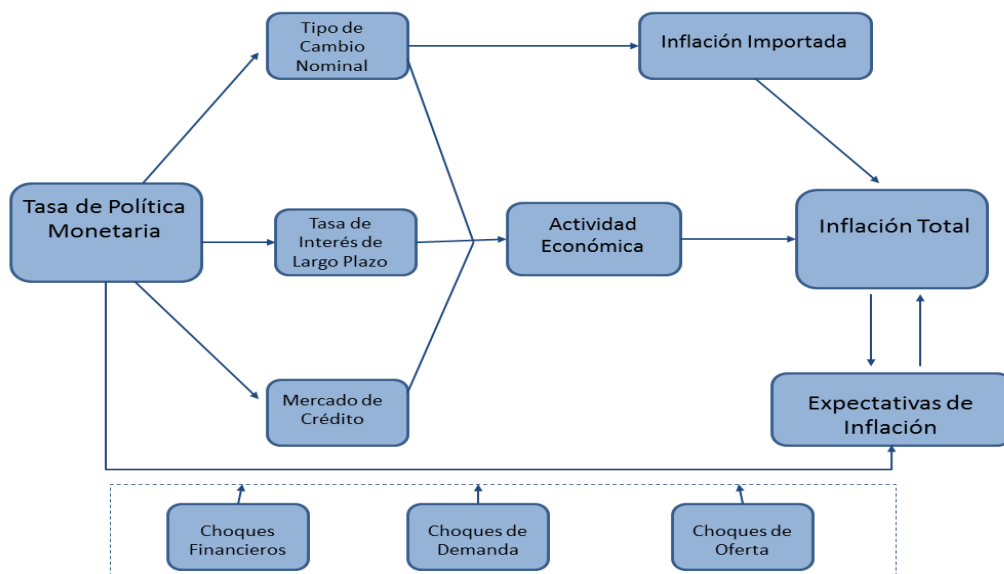 Tipo de
Cambio
Nominal
Inflación Importada
Tasa de Política
Monetaria
Tasa de
Interés de
Largo Plazo
Actividad
Económica
Inflación Total
Mercado de
Crédito
Expectativas de
Inflación
Choques
Financieros
Choques de
Demanda
Choques de
Oferta